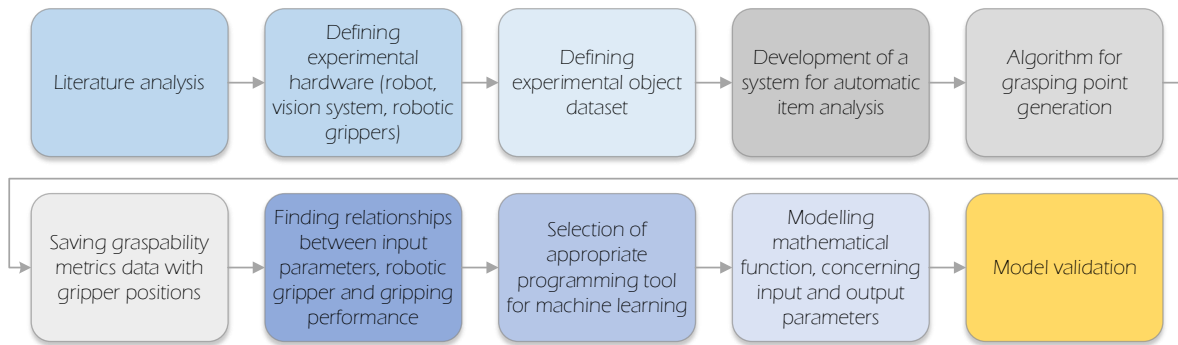 Literature analysis
Defining
experimental
hardware (robot,
vision system, robotic
grippers)
Defining
experimental object
dataset
Development of a
system for automatic
item analysis
Algorithm for
grasping point
generation
Saving graspability
metrics data with
gripper positions
Finding relationships
between input
parameters, robotic
gripper and gripping
performance
Selection of
appropriate
programming tool
for machine learning
Modelling
mathematical
function, concerning
input and output
parameters
Model validation